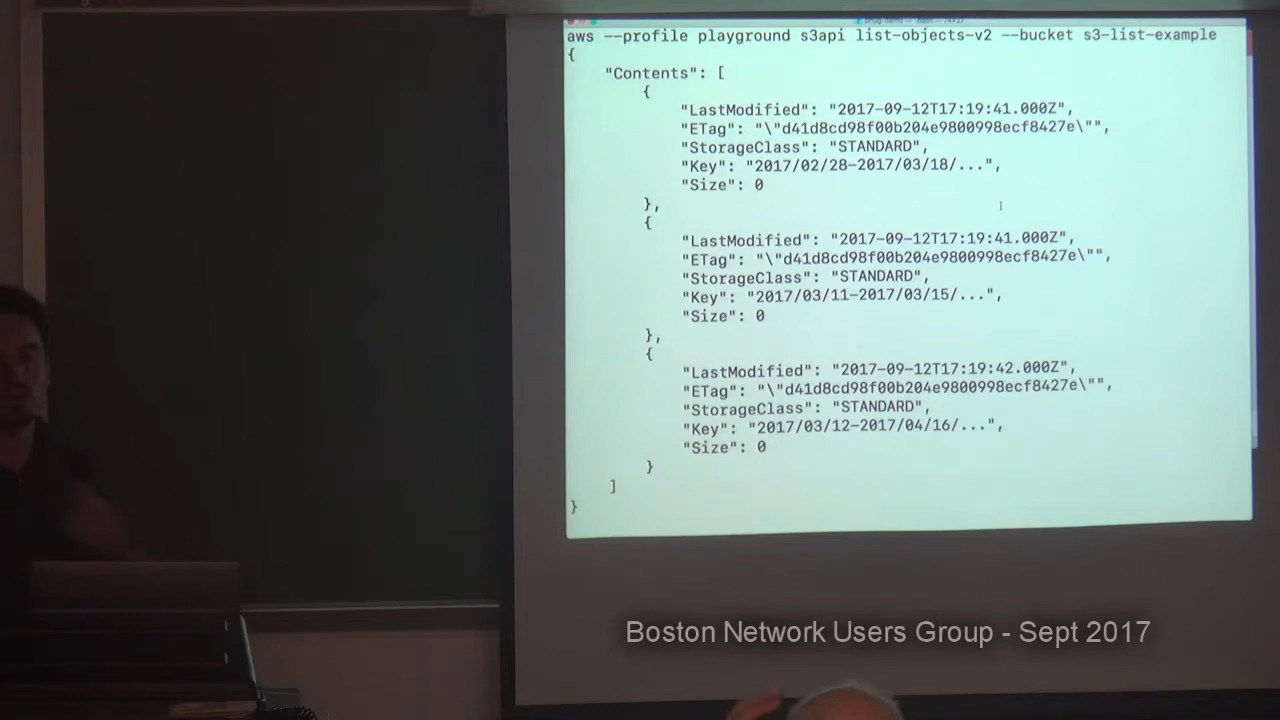 aws --profile playground s3api list-objects-v2 --bucket s3-list-example
{
"Contents": [
{
"LastModified": "2017-09-12T17:19:41.000Z",
"ETag": "\"d41d8cd98f00b204e9800998ecf8427e\"",
"StorageClass": "STANDARD",
"Key": "2017/02/28-2017/03/18/...",
"Size": 0
},
{
"LastModified": "2017-09-12T17:19:41.000Z",
"ETag": "\"d41d8cd98f00b204e9800998ecf8427e\"",
"StorageClass": "STANDARD",
"Key": "2017/03/11-2017/03/15/...",
"Size": 0
},
{
"LastModified": "2017-09-12T17:19:42.000Z",
"ETag": "\"d41d8cd98f00b204e9800998ecf8427e\"",
"StorageClass": "STANDARD",
"Key": "2017/03/12-2017/04/16/...",
"Size": 0
}
]
}
Boston Network Users Group - Sept 2017